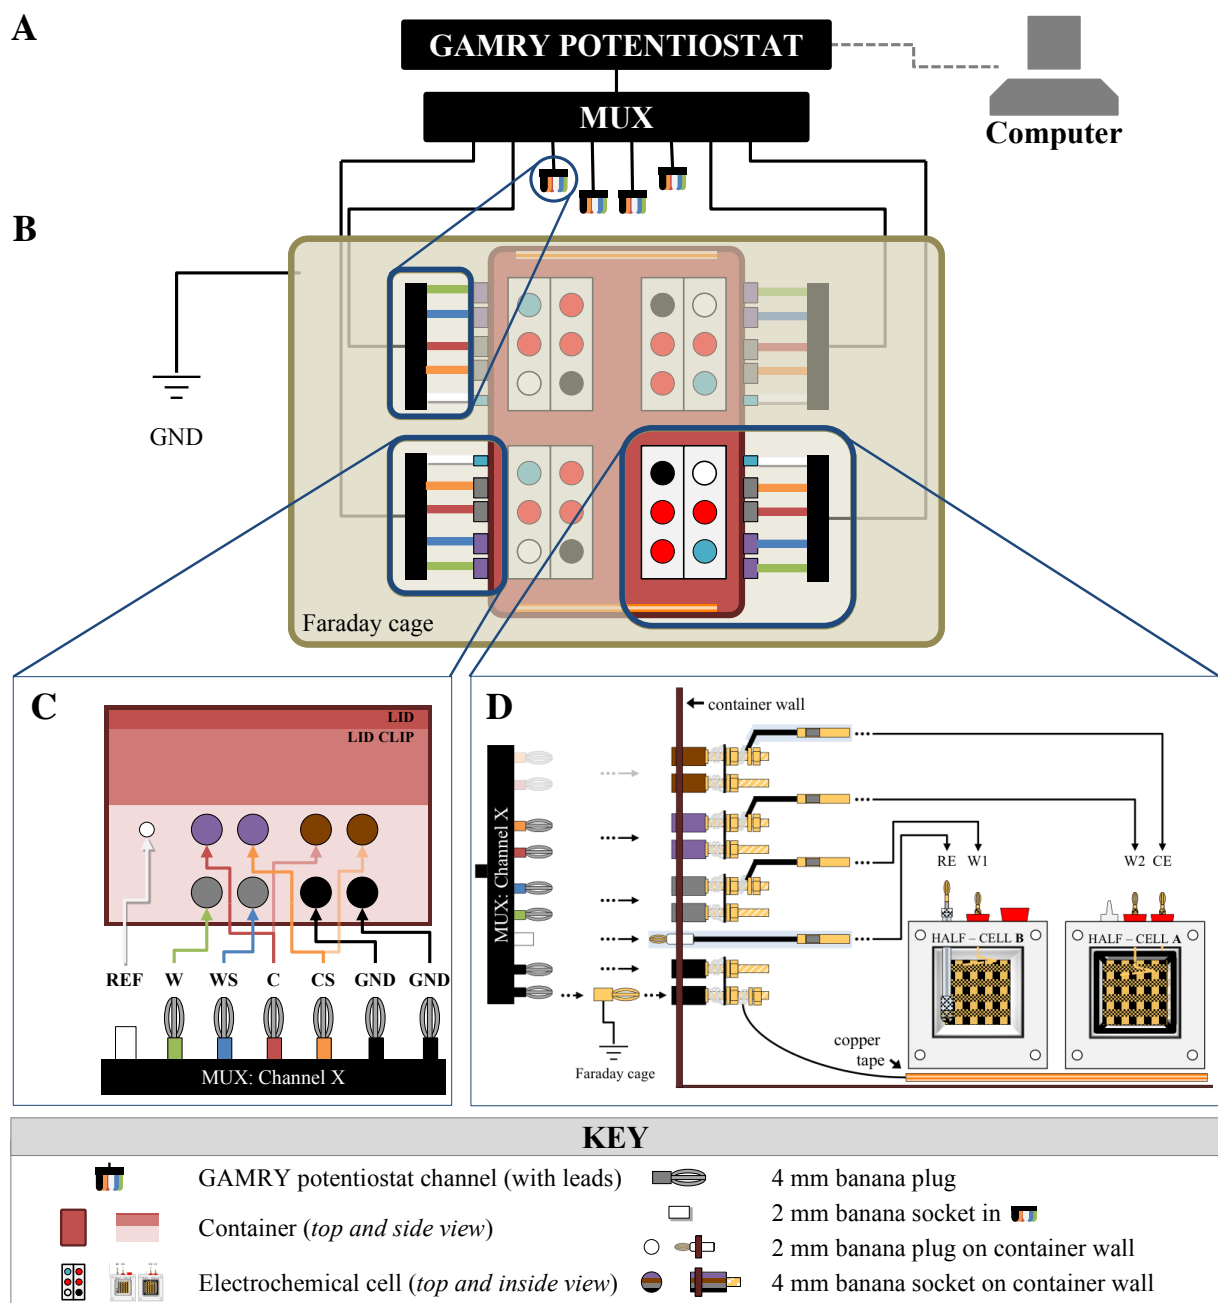 A
GAMRY POTENTIOSTAT
MUX
Computer
B
GND
Faraday cage
C
LID
LID CLIP
REF W WS C CS GND GND
MUX: Channel X
D
container wall
MUX: Channel X
RE W1 W2 CE
HALF – CELL B
HALF – CELL A
copper
tape
Faraday cage
KEY
GAMRY potentiostat channel (with leads)
4 mm banana plug
Container (top and side view)
2 mm banana socket in
2 mm banana plug on container wall
Electrochemical cell (top and inside view)
4 mm banana socket on container wall